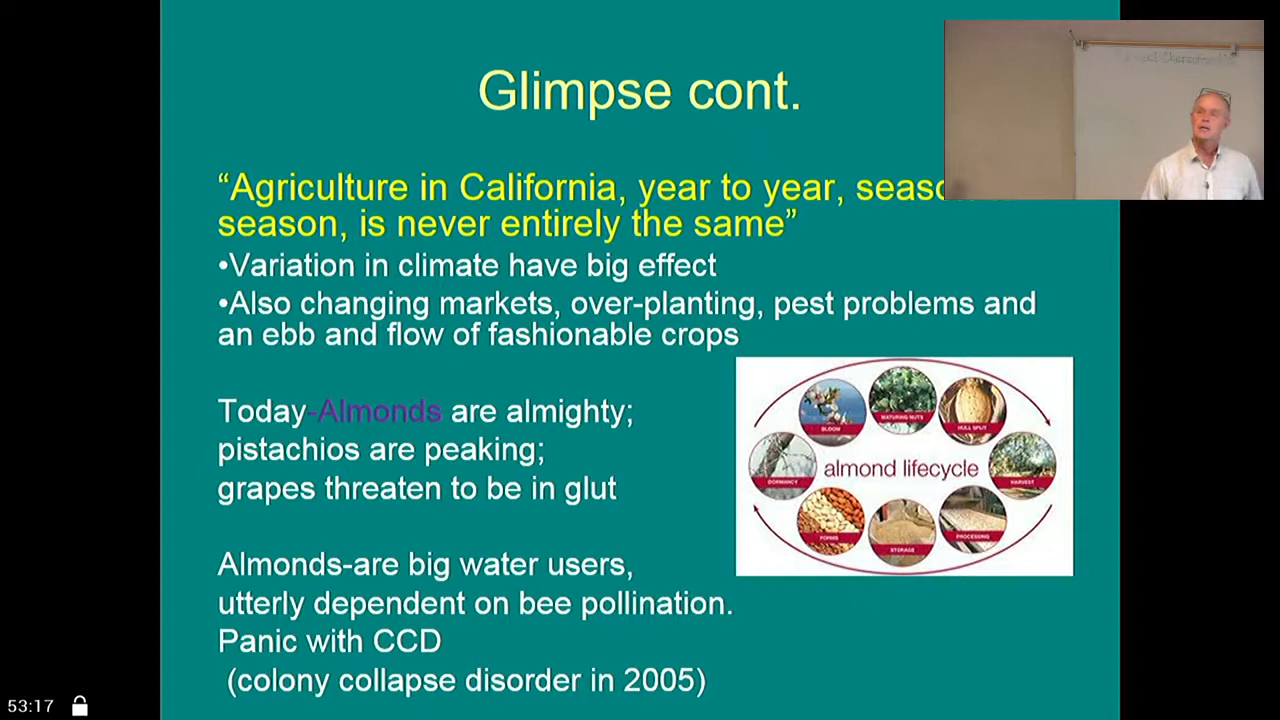 Glimpse cont.
“Agriculture in California, year to year,
season, is never entirely the same”
•Variation in climate have big effect
•Also changing markets, over-planting, pest problems and
an ebb and flow of fashionable crops
Today-Almonds are almighty;
pistachios are peaking;
grapes threaten to be in glut
Almonds-are big water users,
utterly dependent on bee pollination.
Panic with CCD
(colony collapse disorder in 2005)
MATURING NUTS
BLOOM
HULL SPLIT
almond lifecycle
DORMANCY
HARVEST
FORMS
PROCESSING
STORAGE
53:17